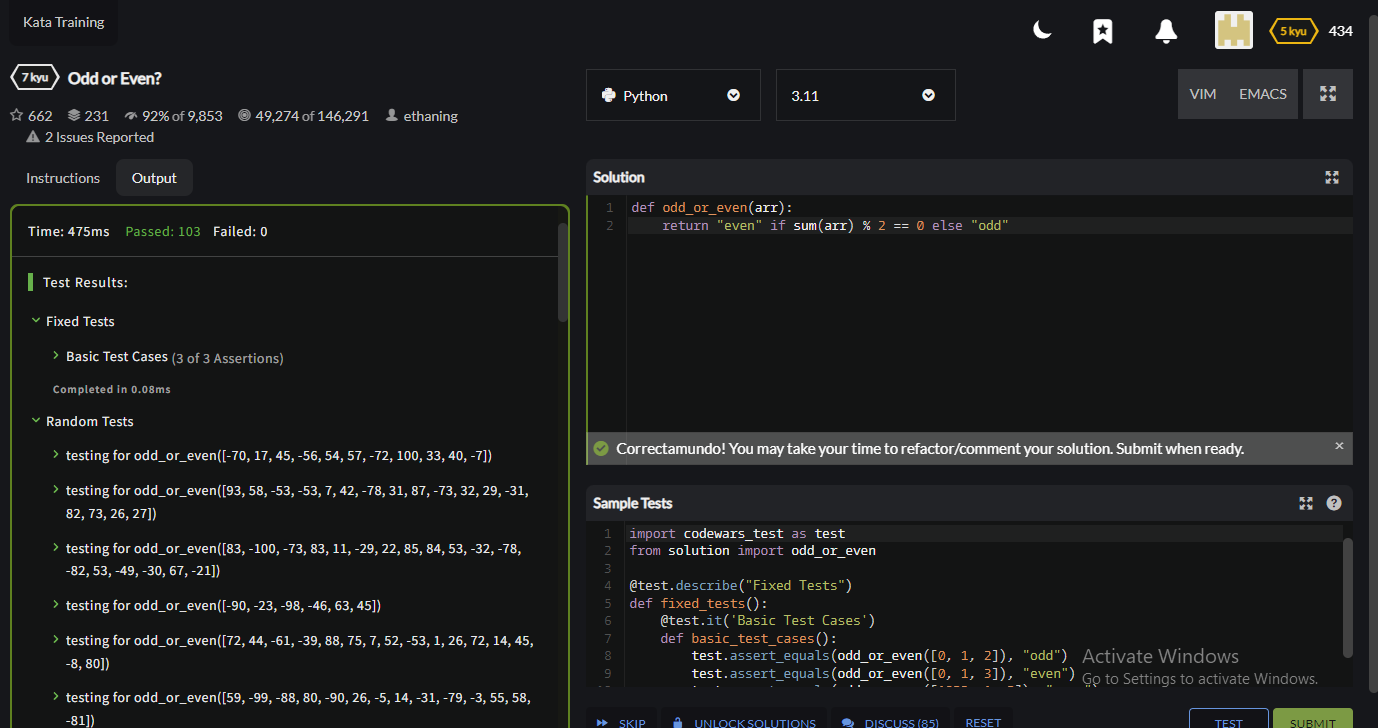 Kata Training
5 kyu 434
7 kyu Odd or Even?
662 231 92% of 9,853 49,274 of 146,291 ethaning
2 Issues Reported
Instructions Output
Time: 475ms Passed: 103 Failed: 0
Test Results:
Fixed Tests
Basic Test Cases (3 of 3 Assertions)
Completed in 0.08ms
Random Tests
testing for odd_or_even([-70, 17, 45, -56, 54, 57, -72, 100, 33, 40, -7])
testing for odd_or_even([93, 58, -53, -53, 7, 42, -78, 31, 87, -73, 32, 29, -31,
82, 73, 26, 27])
testing for odd_or_even([83, -100, -73, 83, 11, -29, 22, 85, 84, 53, -32, -78,
-82, 53, -49, -30, 67, -21])
testing for odd_or_even([-90, -23, -98, -46, 63, 45])
testing for odd_or_even([72, 44, -61, -39, 88, 75, 7, 52, -53, 1, 26, 72, 14, 45,
-8, 80])
testing for odd_or_even([59, -99, -88, 80, -90, 26, -5, 14, -31, -79, -3, 55, 58,
-81])
Python 3.11 VIM EMACS
Solution
1 def odd_or_even(arr):
2 return "even" if sum(arr) % 2 == 0 else "odd"
Correctamundo! You may take your time to refactor/comment your solution. Submit when ready. ×
Sample Tests
1 import codewars_test as test
2 from solution import odd_or_even
3
4 @test.describe("Fixed Tests")
5 def fixed_tests():
6 @test.it('Basic Test Cases')
7 def basic_test_cases():
8 test.assert_equals(odd_or_even([0, 1, 2]), "odd")
9 test.assert_equals(odd_or_even([0, 1, 3]), "even")
Activate Windows
Go to Settings to activate Windows.
SKIP UNLOCK SOLUTIONS DISCUSS (85) RESET TEST SUBMIT